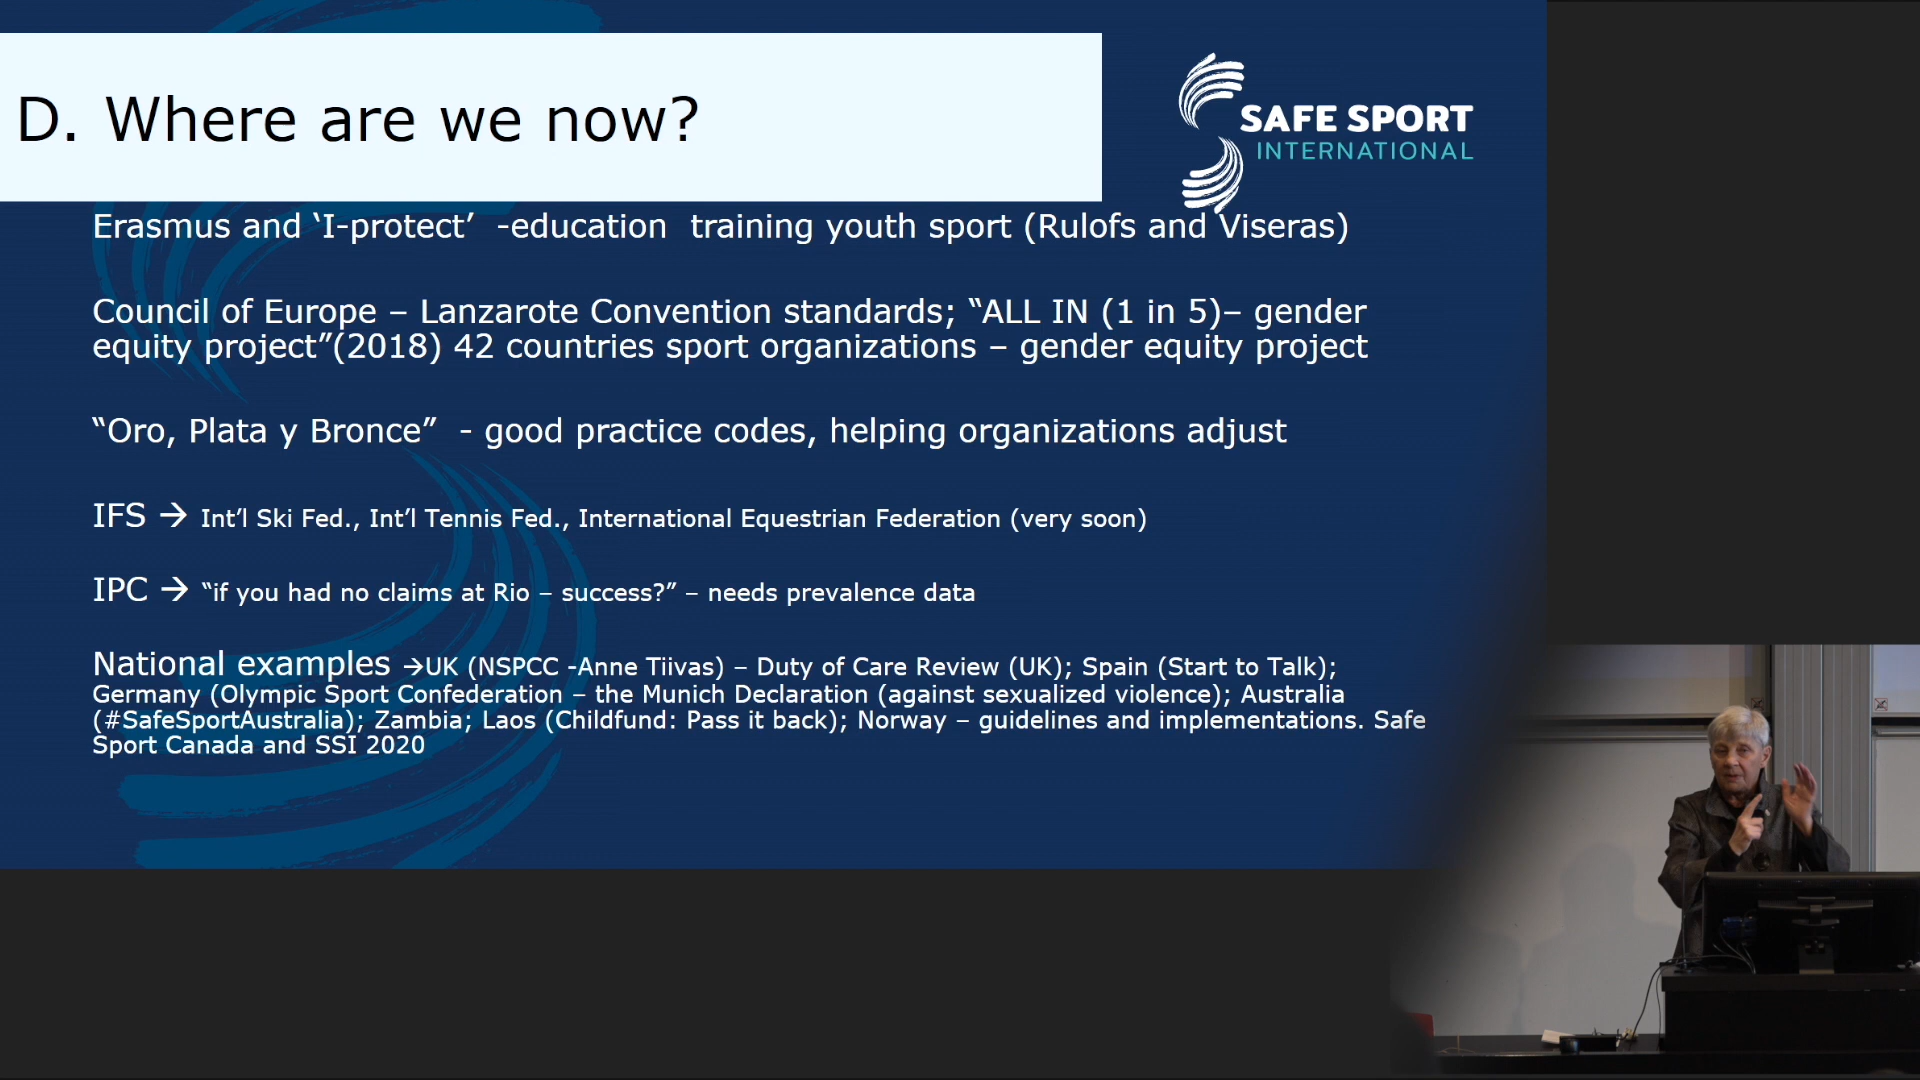 D. Where are we now?
SAFE SPORT
INTERNATIONAL
Erasmus and ‘I-protect’ -education training youth sport (Rulofs and Viseras)
Council of Europe – Lanzarote Convention standards; “ALL IN (1 in 5)– gender
equity project”(2018) 42 countries sport organizations – gender equity project
“Oro, Plata y Bronce” - good practice codes, helping organizations adjust
IFS → Int’l Ski Fed., Int’l Tennis Fed., International Equestrian Federation (very soon)
IPC → “if you had no claims at Rio – success?” – needs prevalence data
National examples →UK (NSPCC -Anne Tiivas) – Duty of Care Review (UK); Spain (Start to Talk);
Germany (Olympic Sport Confederation – the Munich Declaration (against sexualized violence); Australia
(#SafeSportAustralia); Zambia; Laos (Childfund: Pass it back); Norway – guidelines and implementations. Safe
Sport Canada and SSI 2020